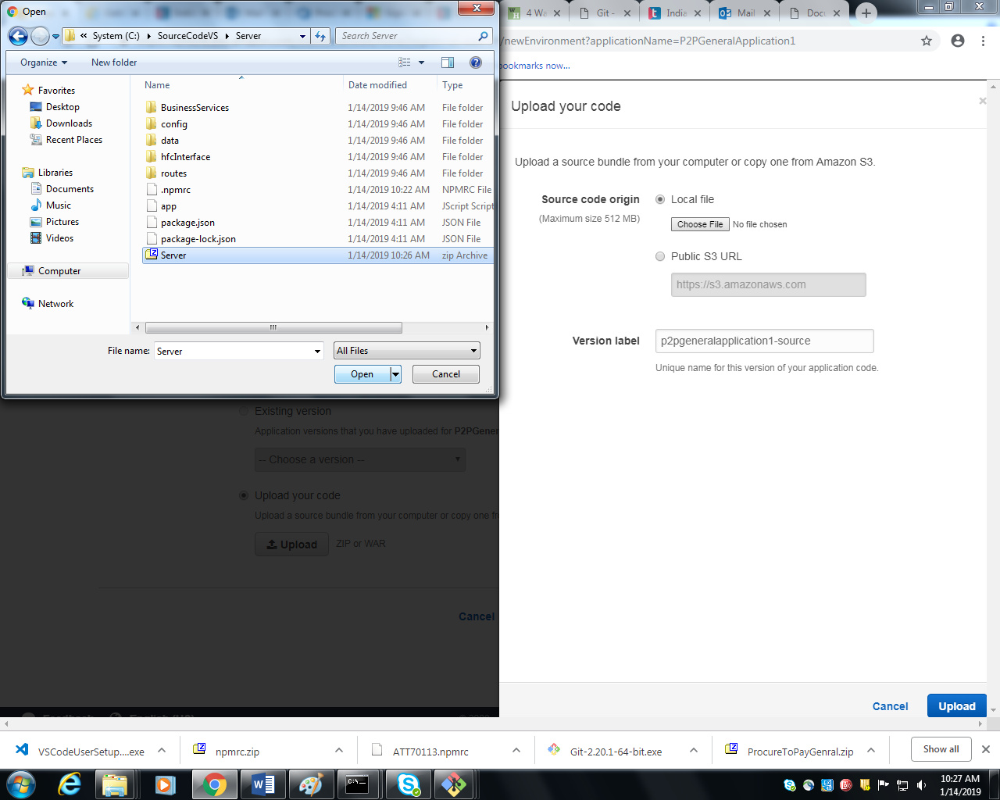 Open
« System (C:) ▸ SourceCodeVS ▸ Server
Search Server
Organize
New folder
Name
Date modified
Type
Favorites
Desktop
Downloads
Recent Places
Libraries
Documents
Music
Pictures
Videos
Computer
Network
BusinessServices 1/14/2019 9:46 AM File folder
config 1/14/2019 9:46 AM File folder
data 1/14/2019 9:46 AM File folder
hfcInterface 1/14/2019 9:46 AM File folder
routes 1/14/2019 9:46 AM File folder
.npmrc 1/14/2019 10:22 AM NPMRC File
app 1/14/2019 4:11 AM JScript Script
package.json 1/14/2019 4:11 AM JSON File
package-lock.json 1/14/2019 4:11 AM JSON File
Server 1/14/2019 10:26 AM zip Archive
File name: Server
All Files
Open
Cancel
4 Wa
Git -
India
Mail
Docu
/newEnvironment?applicationName=P2PGeneralApplication1
bookmarks now...
Upload your code
Upload a source bundle from your computer or copy one from Amazon S3.
Source code origin
(Maximum size 512 MB)
Local file
Choose File No file chosen
Public S3 URL
https://s3.amazonaws.com
Version label
p2pgeneralapplication1-source
Unique name for this version of your application code.
Existing version
Application versions that you have uploaded for P2PGener
-- Choose a version --
Upload your code
Upload a source bundle from your computer or copy one fr
Upload
ZIP or WAR
Cancel
Cancel
Upload
VSCodeUserSetup....exe
npmrc.zip
ATT70113.npmrc
Git-2.20.1-64-bit.exe
ProcureToPayGenral.zip
Show all
10:27 AM
1/14/2019